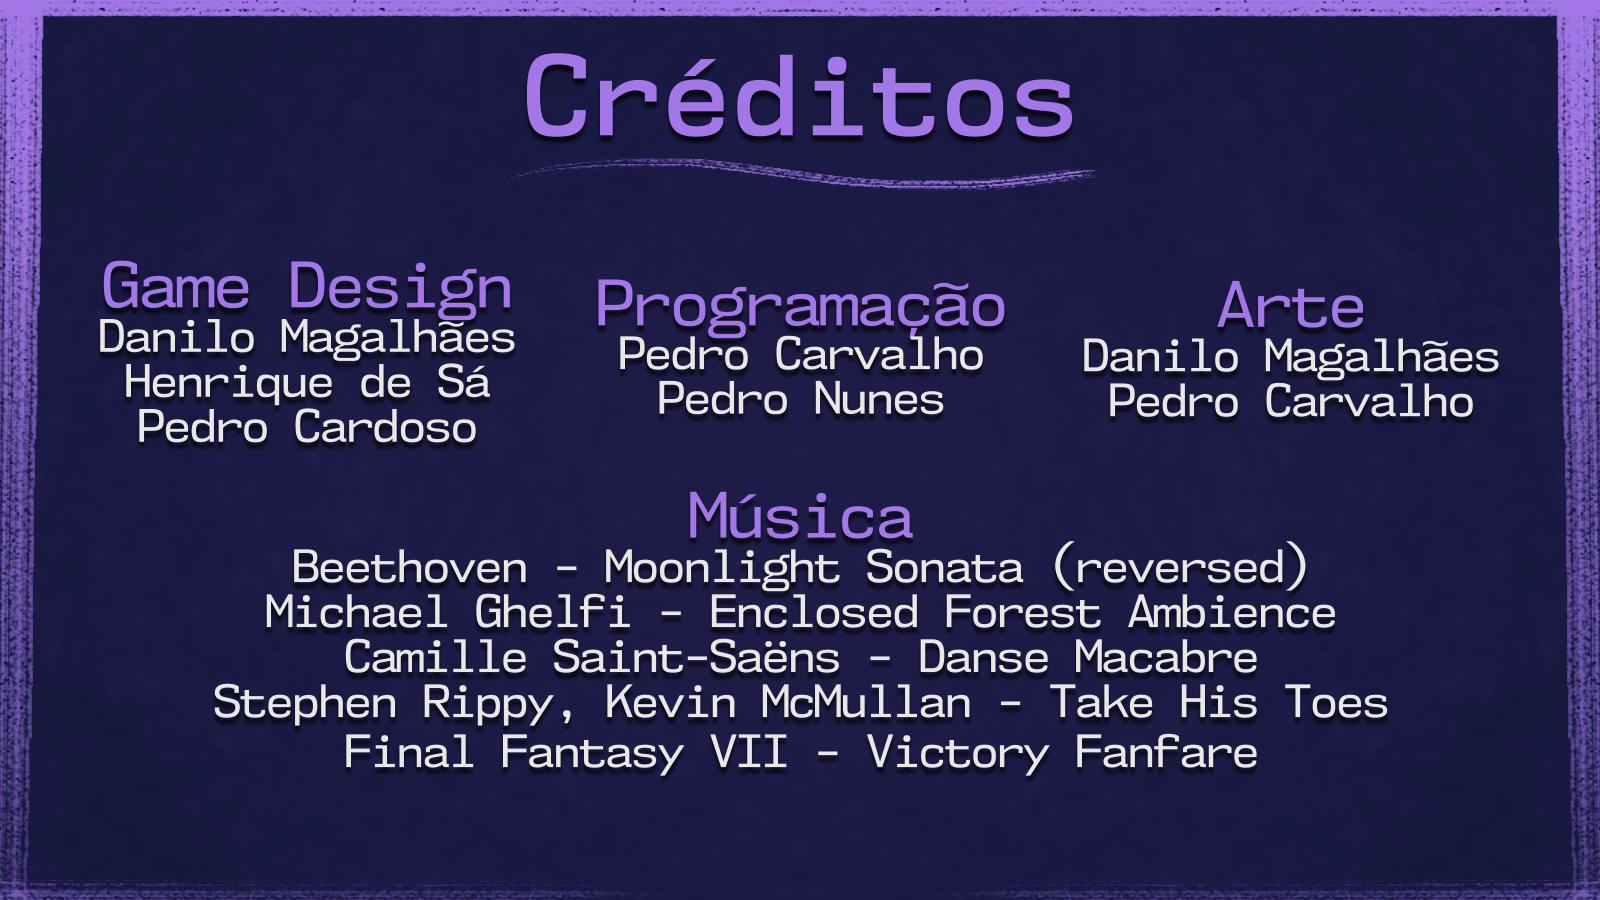 Créditos
Game Design
Danilo Magalhães
Henrique de Sá
Pedro Cardoso
Programação
Pedro Carvalho
Pedro Nunes
Arte
Danilo Magalhães
Pedro Carvalho
Música
Beethoven - Moonlight Sonata (reversed)
Michael Ghelfi - Enclosed Forest Ambience
Camille Saint-Saëns - Danse Macabre
Stephen Rippy, Kevin McMullan - Take His Toes
Final Fantasy VII - Victory Fanfare